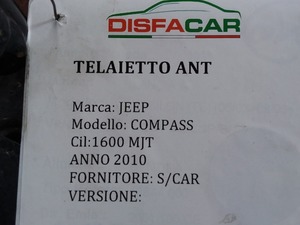 DISFACAR
TELAIETTO ANT
Marca: JEEP
Modello: COMPASS
Cil:1600 MJT
ANNO 2010
FORNITORE: S/CAR
VERSIONE: